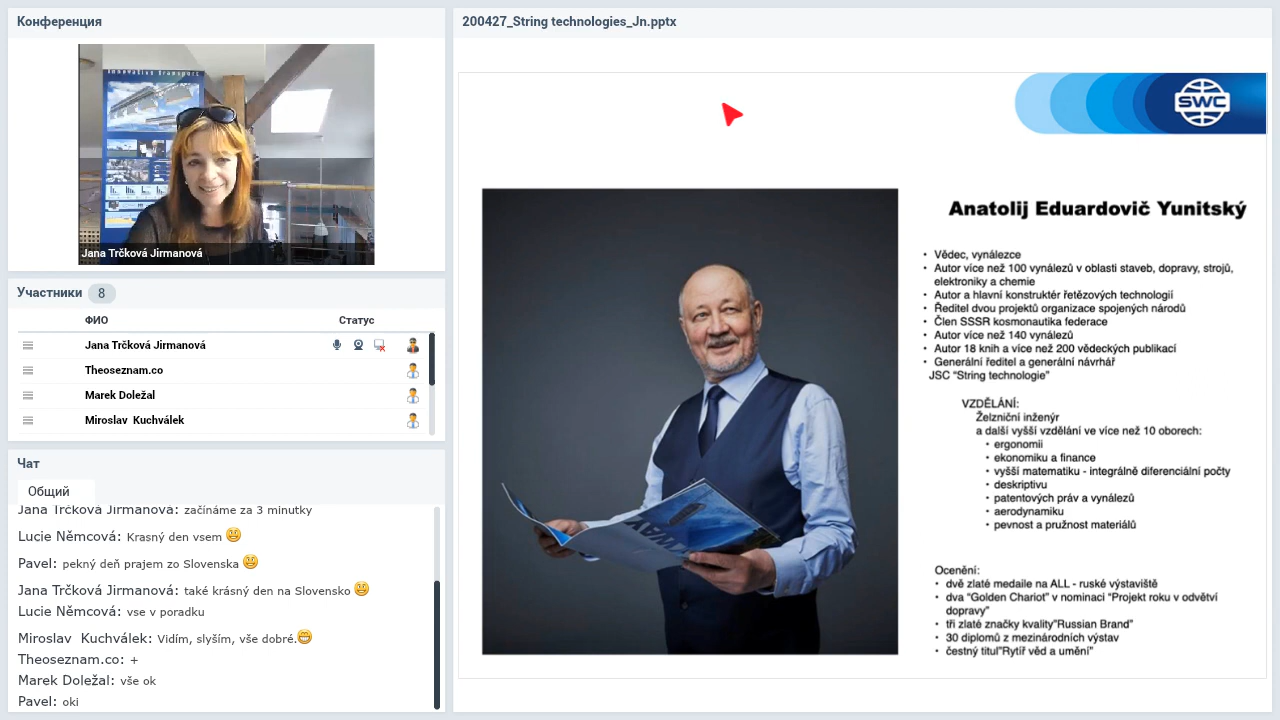 Конференция
innovative transport
Jana Trčková Jirmanová
Участники 8
ФИО Статус
Jana Trčková Jirmanová
Theoseznam.co
Marek Doležal
Miroslav Kuchválek
Чат
Общий
Jana Trčková Jirmanová: začínáme za 3 minutky
Lucie Němcová: Krasný den vsem
Pavel: pekný deň prajem zo Slovenska
Jana Trčková Jirmanová: také krásný den na Slovensko
Lucie Němcová: vse v poradku
Miroslav Kuchválek: Vidím, slyším, vše dobré.
Theoseznam.co: +
Marek Doležal: vše ok
Pavel: oki
200427_String technologies_Jn.pptx
SWC
Anatolij Eduardovič Yunitský
• Vědec, vynálezce
• Autor více než 100 vynálezů v oblasti staveb, dopravy, strojů,
elektroniky a chemie
• Autor a hlavní konstruktér řetězových technologií
• Ředitel dvou projektů organizace spojených národů
• Člen SSSR kosmonautika federace
• Autor více než 140 vynálezů
• Autor 18 knih a více než 200 vědeckých publikací
• Generální ředitel a generální návrhář
JSC "String technologie"
VZDĚLÁNÍ:
Želzniční inženýr
a další vyšší vzdělání ve více než 10 oborech:
• ergonomii
• ekonomiku a finance
• vyšší matematiku - integrálně diferenciální počty
• deskriptivu
• patentových práv a vynálezů
• aerodynamiku
• pevnost a pružnost materiálů
Ocenění:
• dvě zlaté medaile na ALL - ruské výstaviště
• dva "Golden Chariot" v nominaci "Projekt roku v odvětví
dopravy"
• tři zlaté značky kvality"Russian Brand"
• 30 diplomů z mezinárodních výstav
• čestný titul"Rytíř věd a umění"